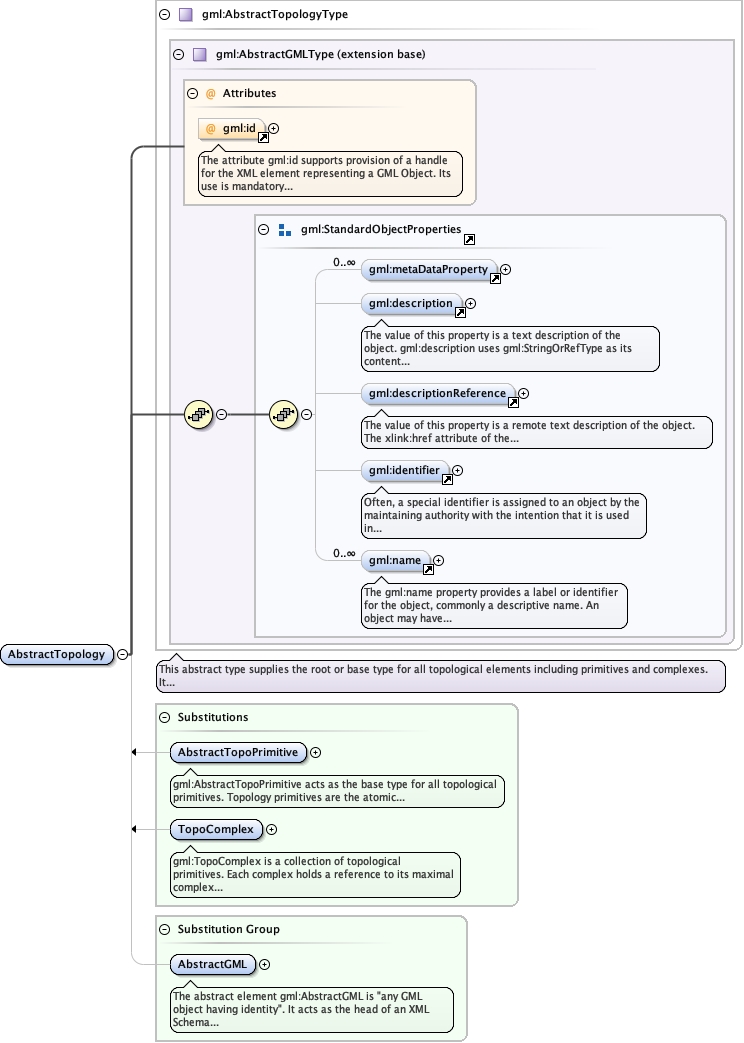 gml:AbstractTopologyType
gml:AbstractGMLType (extension base)
@ Attributes
@ gml:id
The attribute gml:id supports provision of a handle
for the XML element representing a GML Object. Its
use is mandatory...
gml:StandardObjectProperties
0..∞
gml:metaDataProperty
gml:description
The value of this property is a text description of the
object. gml:description uses gml:StringOrRefType as its
content...
gml:descriptionReference
The value of this property is a remote text description of the object.
The xlink:href attribute of the...
gml:identifier
Often, a special identifier is assigned to an object by the
maintaining authority with the intention that it is used
in...
0..∞
gml:name
The gml:name property provides a label or identifier
for the object, commonly a descriptive name. An
object may have...
AbstractTopology
This abstract type supplies the root or base type for all topological elements including primitives and complexes.
It...
Substitutions
AbstractTopoPrimitive
gml:AbstractTopoPrimitive acts as the base type for all topological
primitives. Topology primitives are the atomic...
TopoComplex
gml:TopoComplex is a collection of topological
primitives. Each complex holds a reference to its maximal
complex...
Substitution Group
AbstractGML
The abstract element gml:AbstractGML is "any GML
object having identity". It acts as the head of an XML
Schema...